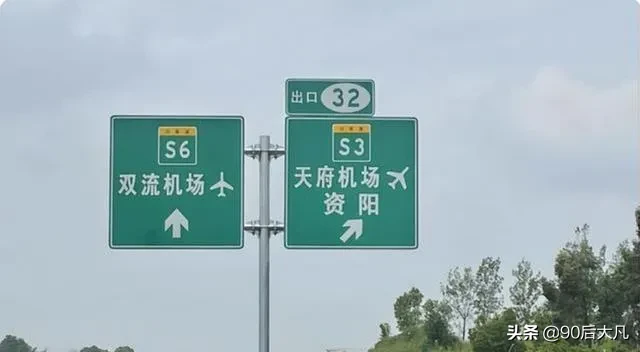 出口 32
S6
双流机场
S3
天府机场
资阳
头条 @90后大凡